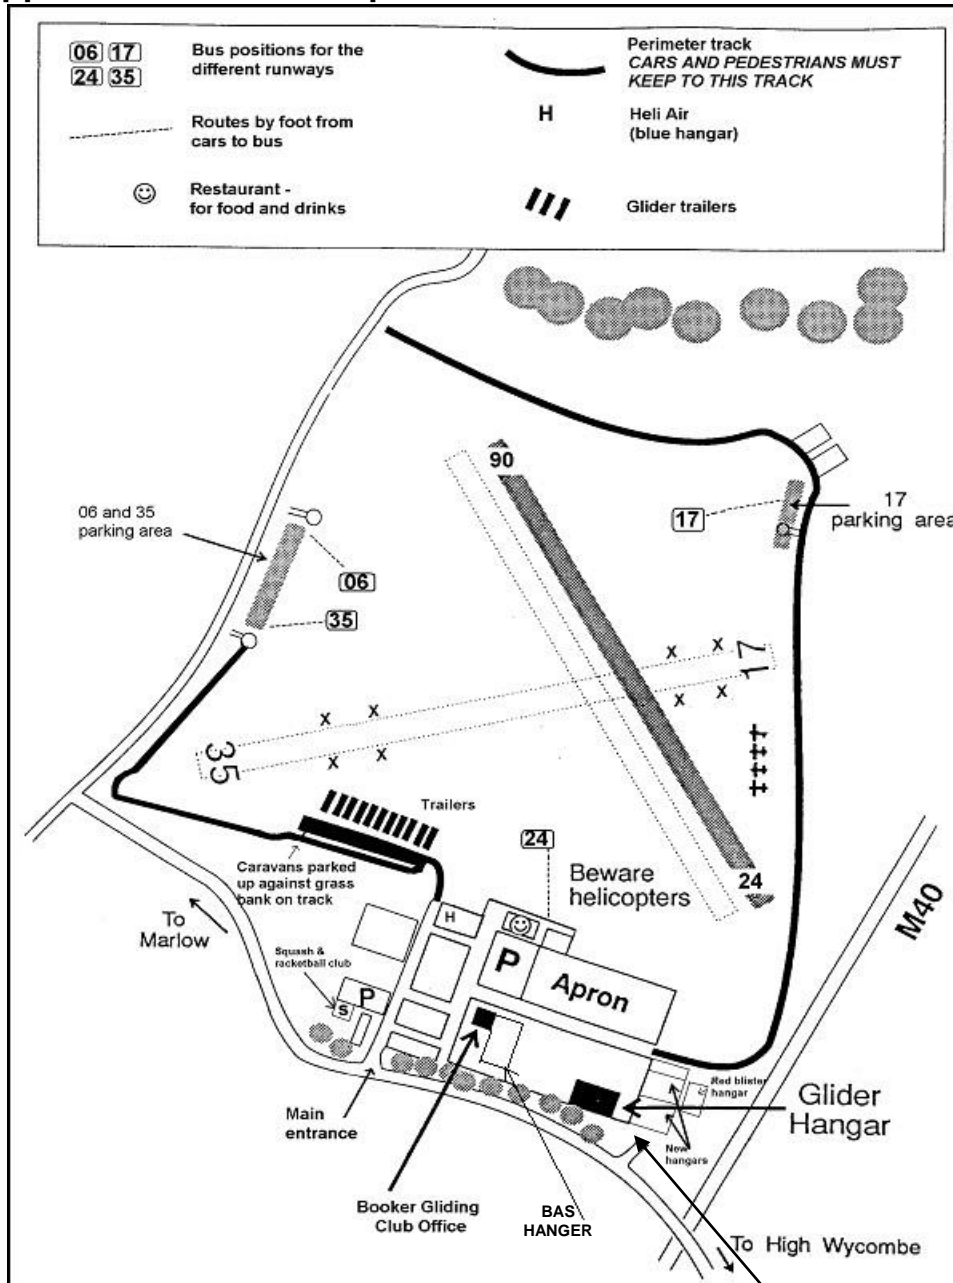 06 17
24 35
Bus positions for the
different runways
Routes by foot from
cars to bus
Restaurant -
for food and drinks
Perimeter track
CARS AND PEDESTRIANS MUST
KEEP TO THIS TRACK
H
Heli Air
(blue hangar)
Glider trailers
90
06 and 35
parking area
17
17
parking area
06
35
X X
17
X X
X X
35
X X
Trailers
24
Beware
helicopters
24
Caravans parked
up against grass
bank on track
M40
To
Marlow
H
Squash &
racketball club
P
Apron
P
S
Red blister
hangar
Glider
Hangar
Main
entrance
New
hangars
Booker Gliding
Club Office
BAS
HANGER
To High Wycombe